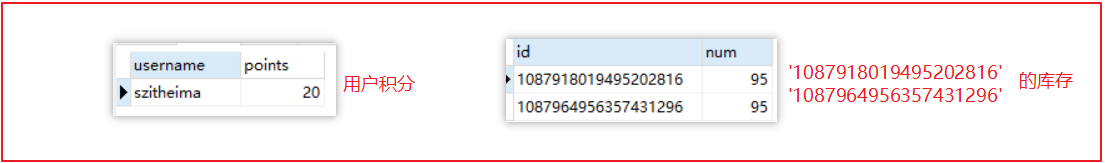 username points
szitheima 20
用户积分
id num
1087918019495202816 95
1087964956357431296 95
'1087918019495202816'
'1087964956357431296'
的库存